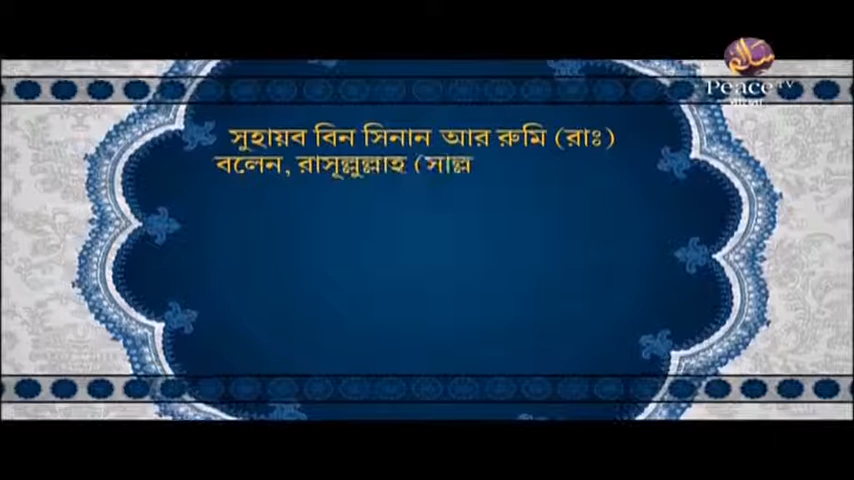 Peace TV
বাংলা
সুহায়ব বিন সিনান আর রুমি (রাঃ)
বলেন, রাসূল্লুল্লাহ (সাল্ল